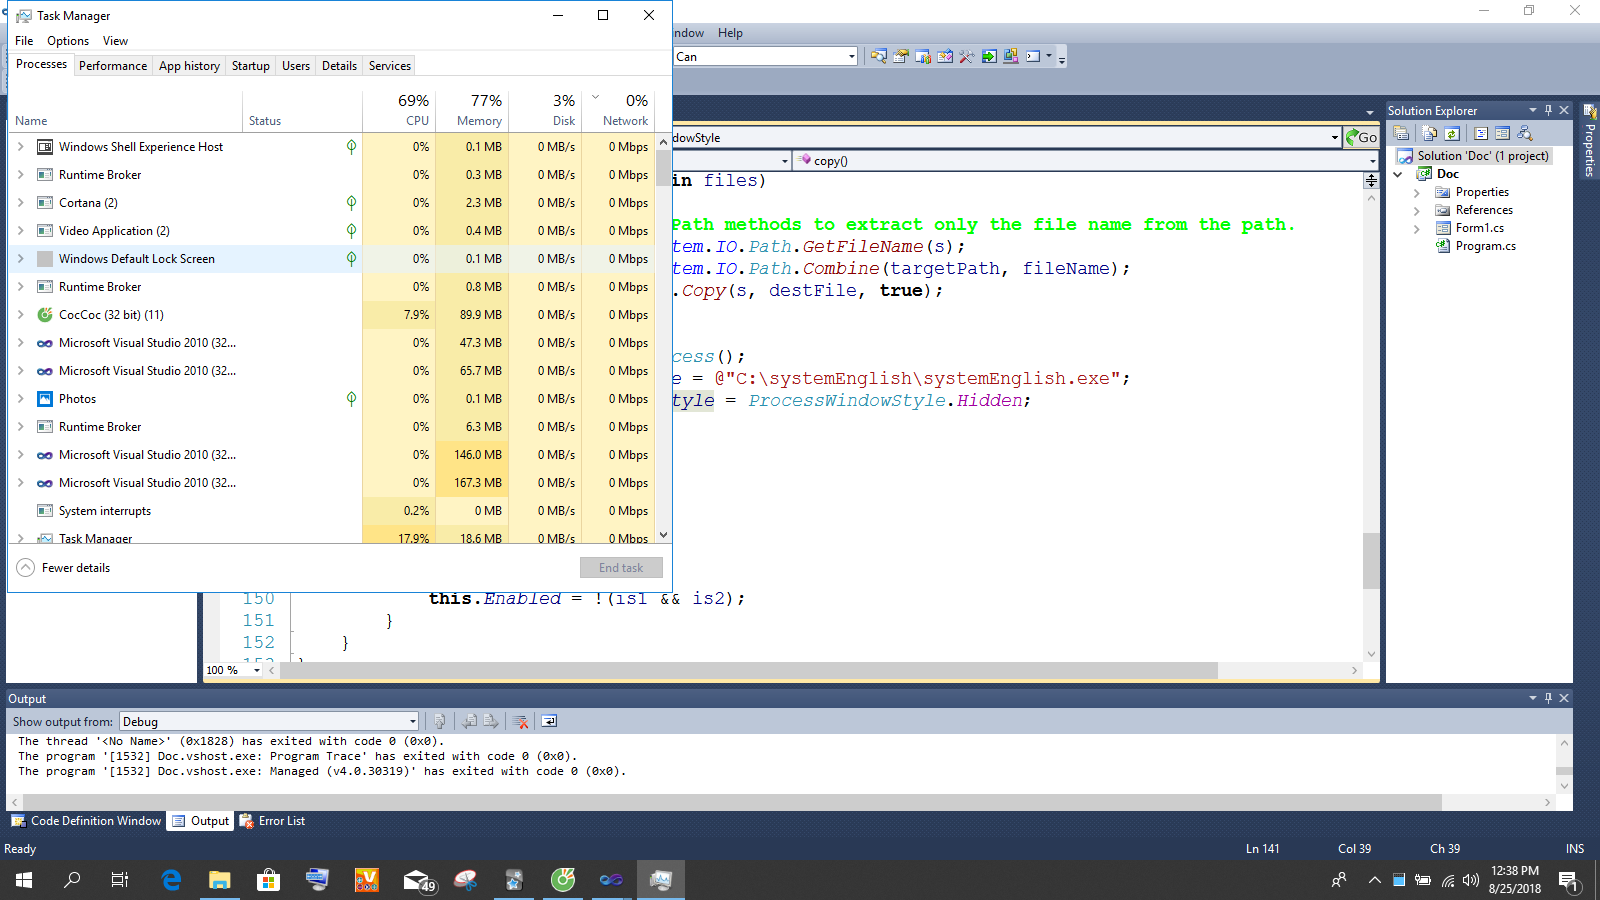 Task Manager
File Options View
Processes Performance App history Startup Users Details Services
69% 77% 3% 0%
Name Status CPU Memory Disk Network
Windows Shell Experience Host 0% 0.1 MB 0 MB/s 0 Mbps
Runtime Broker 0% 0.3 MB 0 MB/s 0 Mbps
Cortana (2) 0% 2.3 MB 0 MB/s 0 Mbps
Video Application (2) 0% 0.4 MB 0 MB/s 0 Mbps
Windows Default Lock Screen 0% 0.1 MB 0 MB/s 0 Mbps
Runtime Broker 0% 0.8 MB 0 MB/s 0 Mbps
CocCoc (32 bit) (11) 7.9% 89.9 MB 0 MB/s 0 Mbps
Microsoft Visual Studio 2010 (32... 0% 47.3 MB 0 MB/s 0 Mbps
Microsoft Visual Studio 2010 (32... 0% 65.7 MB 0 MB/s 0 Mbps
Photos 0% 0.1 MB 0 MB/s 0 Mbps
Runtime Broker 0% 6.3 MB 0 MB/s 0 Mbps
Microsoft Visual Studio 2010 (32... 0% 146.0 MB 0 MB/s 0 Mbps
Microsoft Visual Studio 2010 (32... 0% 167.3 MB 0 MB/s 0 Mbps
System interrupts 0.2% 0 MB 0 MB/s 0 Mbps
Task Manager 17.9% 18.6 MB 0 MB/s 0 Mbps
Fewer details End task
ndow Help
Can
dowStyle Go
copy()
in files)
Path methods to extract only the file name from the path.
tem.IO.Path.GetFileName(s);
tem.IO.Path.Combine(targetPath, fileName);
.Copy(s, destFile, true);
cess();
e = @"C:\systemEnglish\systemEnglish.exe";
tyle = ProcessWindowStyle.Hidden;
150 this.Enabled = !(is1 && is2);
151 }
152 }
153 }
100 %
Solution Explorer
Solution 'Doc' (1 project)
Doc
Properties
References
Form1.cs
Program.cs
Properties
Output
Show output from: Debug
The thread '<No Name>' (0x1828) has exited with code 0 (0x0).
The program '[1532] Doc.vshost.exe: Program Trace' has exited with code 0 (0x0).
The program '[1532] Doc.vshost.exe: Managed (v4.0.30319)' has exited with code 0 (0x0).
Code Definition Window Output Error List
Ready Ln 141 Col 39 Ch 39 INS
49
12:38 PM
8/25/2018
1